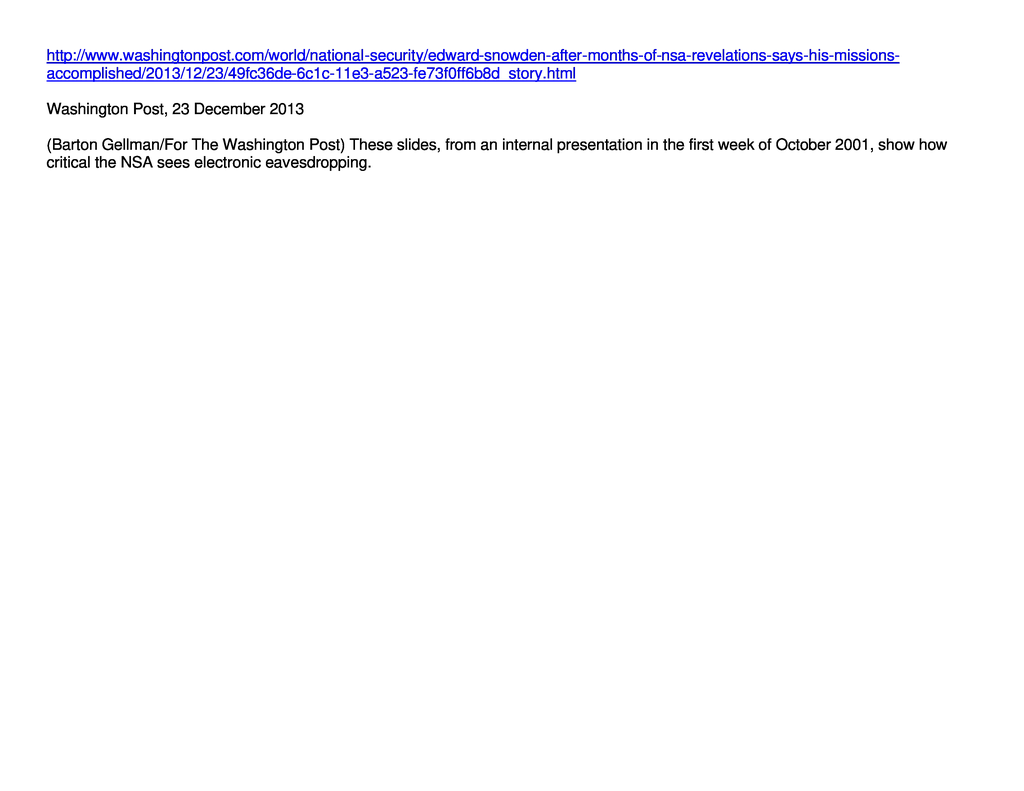 http://www.washingtonpost.com/world/national-security/edward-snowden-after-months-of-nsa-revelations-says-his-missions-
accomplished/2013/12/23/49fc36de-6c1c-11e3-a523-fe73f0ff6b8d_story.html
Washington Post, 23 December 2013
(Barton Gellman/For The Washington Post) These slides, from an internal presentation in the first week of October 2001, show how
critical the NSA sees electronic eavesdropping.